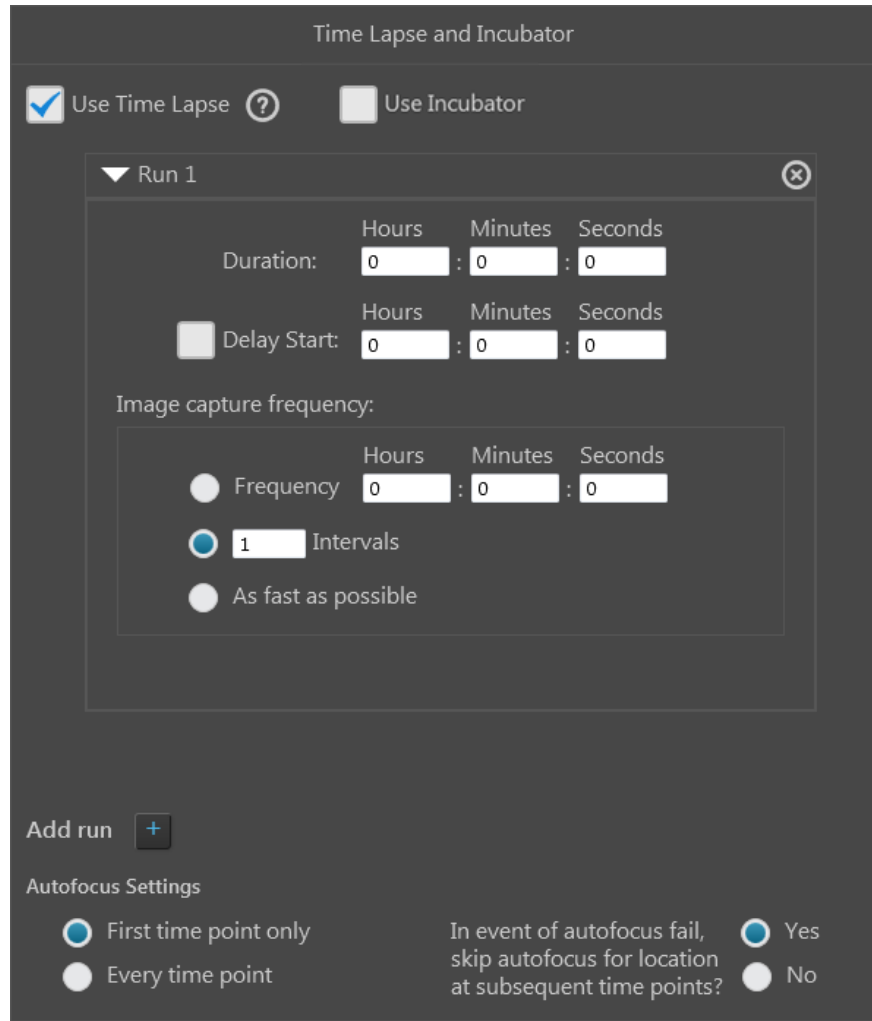 Time Lapse and Incubator
Use Time Lapse ? Use Incubator
Run 1
Hours Minutes Seconds
Duration: 0 : 0 : 0
Hours Minutes Seconds
Delay Start: 0 : 0 : 0
Image capture frequency:
Hours Minutes Seconds
Frequency 0 : 0 : 0
1 Intervals
As fast as possible
Add run +
Autofocus Settings
First time point only
Every time point
In event of autofocus fail,
skip autofocus for location
at subsequent time points?
Yes
No